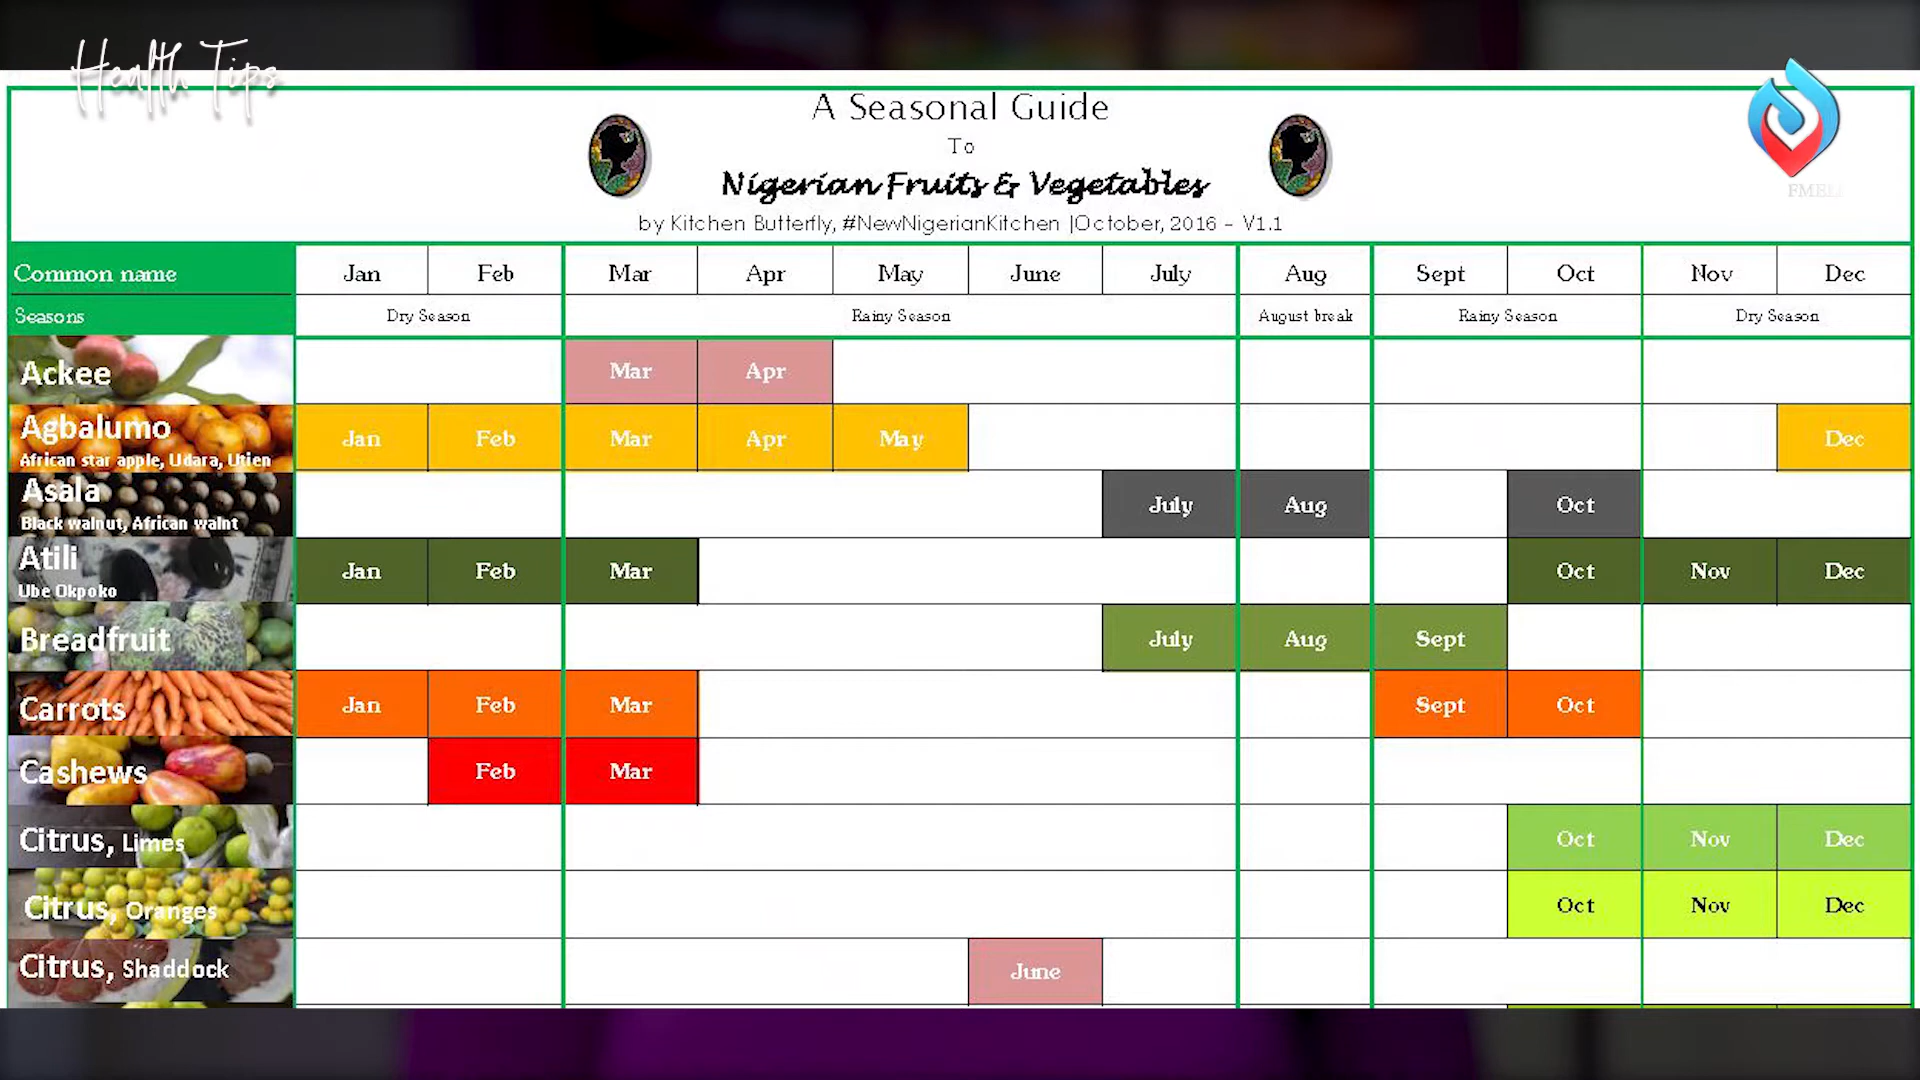 Health Tips
A Seasonal Guide
To
Nigerian Fruits & Vegetables
by Kitchen Butterfly, #NewNigerianKitchen |October, 2016 - V1.1
FMELi
Common name Jan Feb Mar Apr May June July Aug Sept Oct Nov Dec
Seasons Dry Season Rainy Season August break Rainy Season Dry Season
Ackee Mar Apr
Agbalumo Jan Feb Mar Apr May Dec
African star apple, Udara, Utien
Asala July Aug Oct
Black walnut, African walnt
Atili Jan Feb Mar Oct Nov Dec
Ube Okpoko
Breadfruit July Aug Sept
Carrots Jan Feb Mar Sept Oct
Cashews Feb Mar
Citrus, Limes Oct Nov Dec
Citrus, Oranges Oct Nov Dec
Citrus, Shaddock June